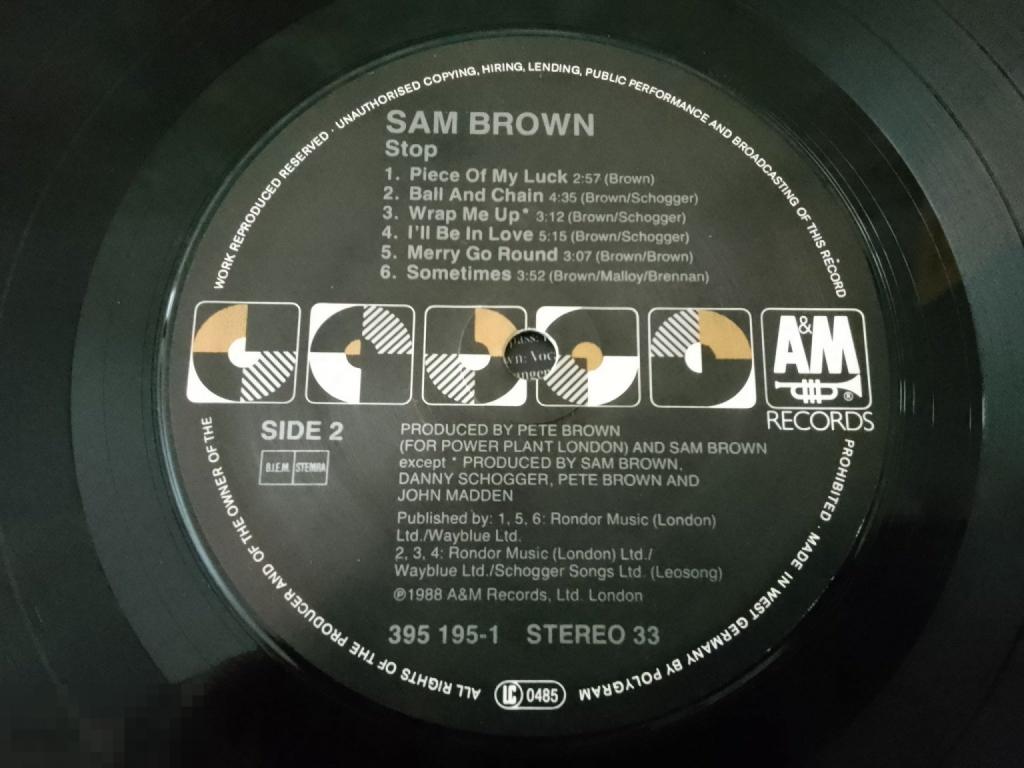 WORK REPRODUCED RESERVED · UNAUTHORISED COPYING, HIRING, LENDING, PUBLIC PERFORMANCE AND BROADCASTING OF THIS RECORD
SAM BROWN
Stop
1. Piece Of My Luck 2:57 (Brown)
2. Ball And Chain 4:35 (Brown/Schogger)
3. Wrap Me Up* 3:12 (Brown/Schogger)
4. I'll Be In Love 5:15 (Brown/Schogger)
5. Merry Go Round 3:07 (Brown/Brown)
6. Sometimes 3:52 (Brown/Malloy/Brennan)
A&M
®
RECORDS
SIDE 2
B.I.E.M. STEMRA
PRODUCED BY PETE BROWN
(FOR POWER PLANT LONDON) AND SAM BROWN
except * PRODUCED BY SAM BROWN,
DANNY SCHOGGER, PETE BROWN AND
JOHN MADDEN
Published by: 1, 5, 6: Rondor Music (London)
Ltd./Wayblue Ltd.
2, 3, 4: Rondor Music (London) Ltd./
Wayblue Ltd./Schogger Songs Ltd. (Leosong)
℗1988 A&M Records, Ltd. London
395 195-1 STEREO 33
PROHIBITED · MADE IN WEST GERMANY BY POLYGRAM
LC 0485
ALL RIGHTS OF THE PRODUCER AND OF THE OWNER OF THE